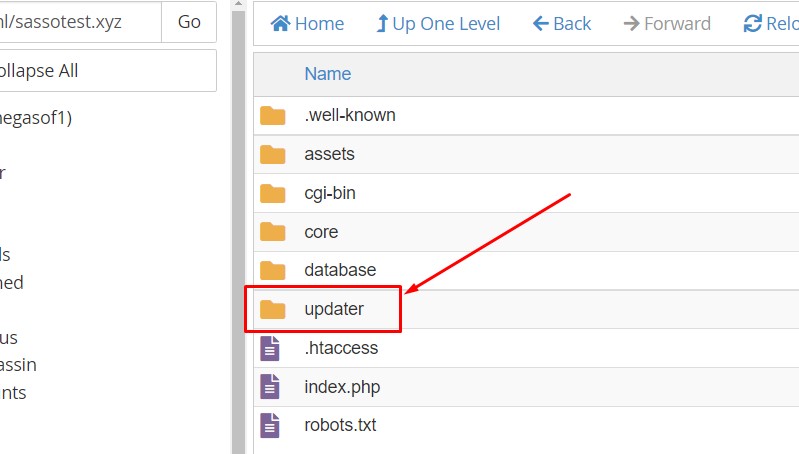 nl/sassotest.xyz Go
ollapse All
negasof1)
r
ls
ned
us
assin
nts
Home Up One Level Back Forward Relo
Name
.well-known
assets
cgi-bin
core
database
updater
.htaccess
index.php
robots.txt